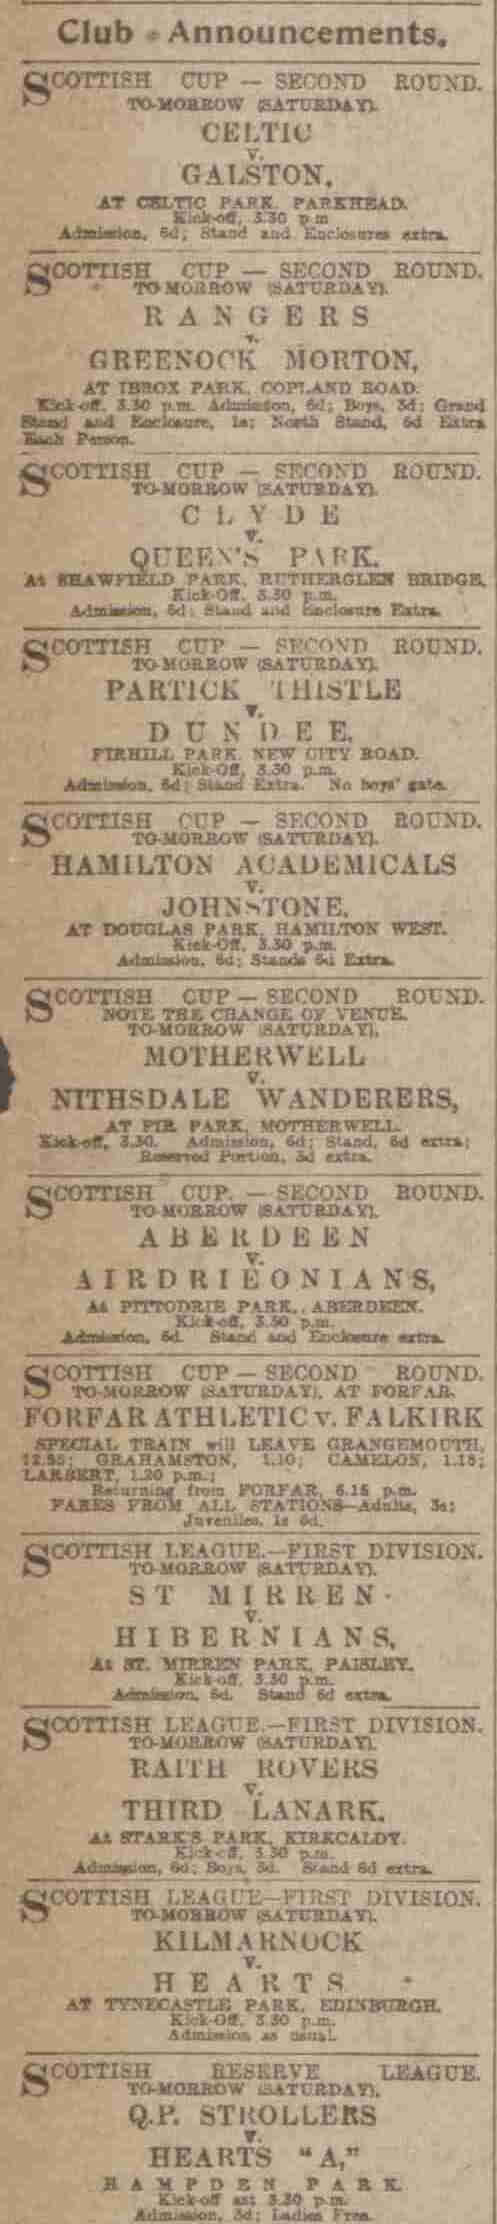 Club Announcements.
SCOTTISH CUP — SECOND ROUND.
TO-MORROW (SATURDAY).
CELTIC
v.
GALSTON,
AT CELTIC PARK, PARKHEAD.
Kick-off, 3.30 p.m
Admission, 6d; Stand and Enclosures extra.
SCOTTISH CUP — SECOND ROUND.
TO MORROW (SATURDAY).
RANGERS
v.
GREENOCK MORTON,
AT IBROX PARK, COPLAND ROAD.
Kick-off, 3.30 p.m. Admission, 6d; Boys, 3d; Grand
Stand and Enclosure, 1s; North Stand, 6d Extra
Each Person.
SCOTTISH CUP — SECOND ROUND.
TO-MORROW (SATURDAY).
CLYDE
v.
QUEEN'S PARK.
At SHAWFIELD PARK, RUTHERGLEN BRIDGE.
Kick-Off, 3.30 p.m.
Admission, 6d; Stand and Enclosure Extra.
SCOTTISH CUP — SECOND ROUND.
TO-MORROW (SATURDAY).
PARTICK THISTLE
v.
DUNDEE,
FIRHILL PARK, NEW CITY ROAD.
Kick-Off, 3.30 p.m.
Admission, 6d; Stand Extra. No boys' gate.
SCOTTISH CUP — SECOND ROUND.
TO-MORROW (SATURDAY).
HAMILTON ACADEMICALS
v.
JOHNSTONE,
AT DOUGLAS PARK, HAMILTON WEST.
Kick-Off, 3.30 p.m.
Admission, 6d; Stands 6d Extra.
SCOTTISH CUP — SECOND ROUND.
NOTE THE CHANGE OF VENUE.
TO-MORROW (SATURDAY).
MOTHERWELL
v.
NITHSDALE WANDERERS,
AT FIR PARK, MOTHERWELL.
Kick-off, 3.30. Admission, 6d; Stand, 6d extra;
Reserved Portion, 3d extra.
SCOTTISH CUP. — SECOND ROUND.
TO-MORROW (SATURDAY).
ABERDEEN
v.
AIRDRIEONIANS,
At PITTODRIE PARK, ABERDEEN.
Kick-off, 3.30 p.m.
Admission, 6d. Stand and Enclosure extra.
SCOTTISH CUP — SECOND ROUND.
TO-MORROW (SATURDAY), AT FORFAR.
FORFAR ATHLETIC v. FALKIRK
SPECIAL TRAIN will LEAVE GRANGEMOUTH,
12.55; GRAHAMSTON, 1.10; CAMELON, 1.15;
LARBERT, 1.20 p.m.;
Returning from FORFAR, 6.15 p.m.
FARES FROM ALL STATIONS—Adults, 3s;
Juveniles, 1s 6d.
SCOTTISH LEAGUE.—FIRST DIVISION.
TO-MORROW (SATURDAY).
ST MIRREN
v.
HIBERNIANS,
At ST. MIRREN PARK, PAISLEY.
Kick-off, 3.30 p.m.
Admission, 6d. Stand 6d extra.
SCOTTISH LEAGUE.—FIRST DIVISION.
TO-MORROW (SATURDAY).
RAITH ROVERS
v.
THIRD LANARK.
At STARK'S PARK, KIRKCALDY.
Kick-off, 3.30 p.m.
Admission, 6d; Boys, 3d. Stand 6d extra.
SCOTTISH LEAGUE—FIRST DIVISION.
TO-MORROW (SATURDAY).
KILMARNOCK
v.
HEARTS
AT TYNECASTLE PARK, EDINBURGH.
Kick-Off, 3.30 p.m.
Admission as usual.
SCOTTISH RESERVE LEAGUE.
TO-MORROW (SATURDAY).
Q.P. STROLLERS
v.
HEARTS "A,"
HAMPDEN PARK.
Kick-off at 3.30 p.m.
Admission, 3d; Ladies Free.